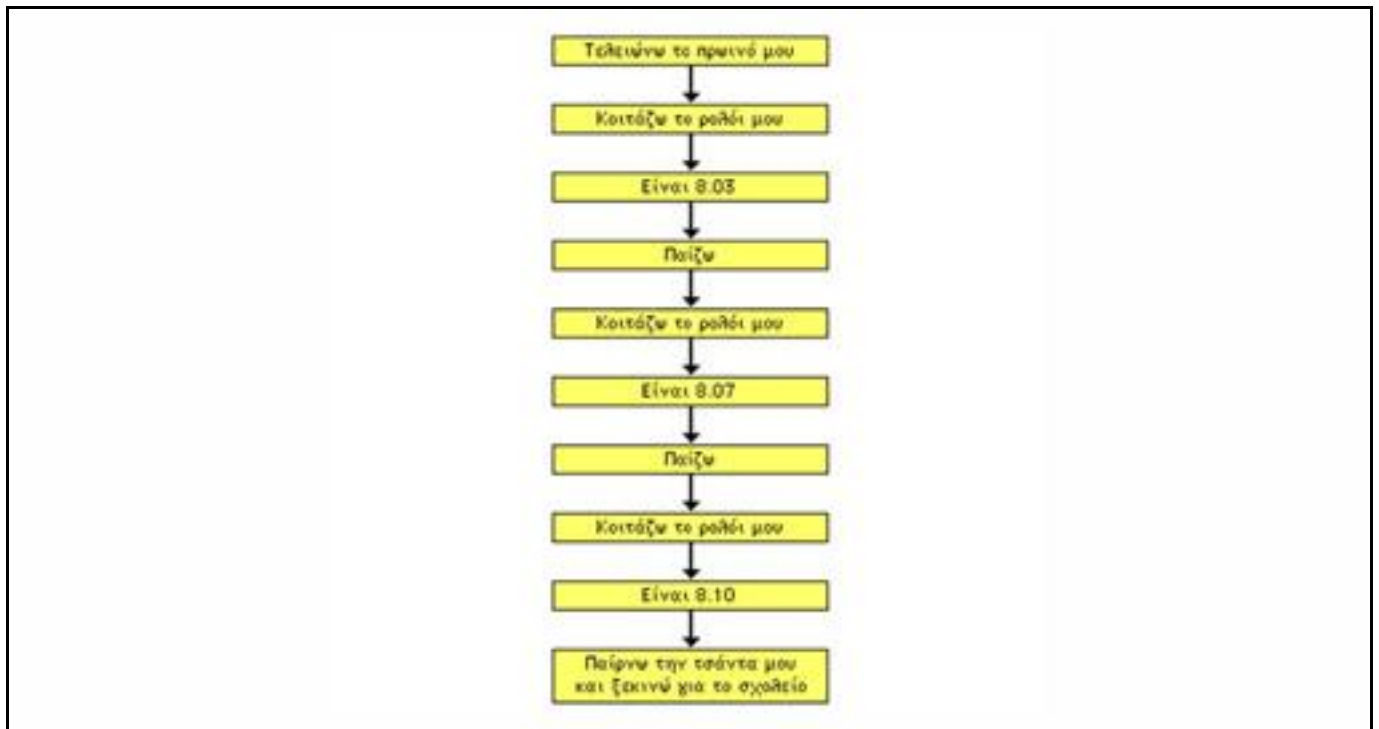 Τελειώνω το πρωινό μου
Κοιτάζω το ρολόι μου
Είναι 8.03
Παίζω
Κοιτάζω το ρολόι μου
Είναι 8.07
Παίζω
Κοιτάζω το ρολόι μου
Είναι 8.10
Παίρνω την τσάντα μου
και ξεκινώ για το σχολείο